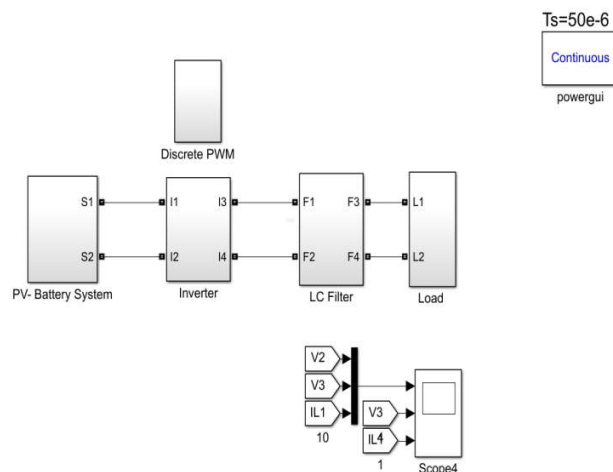 Ts=50e-6
Continuous
powergui
Discrete PWM
S1 I1 I3 F1 F3 L1
S2 I2 I4 F2 F4 L2
PV- Battery System
Inverter
LC Filter
Load
V2
V3
IL1
10
V3
1
Scope4